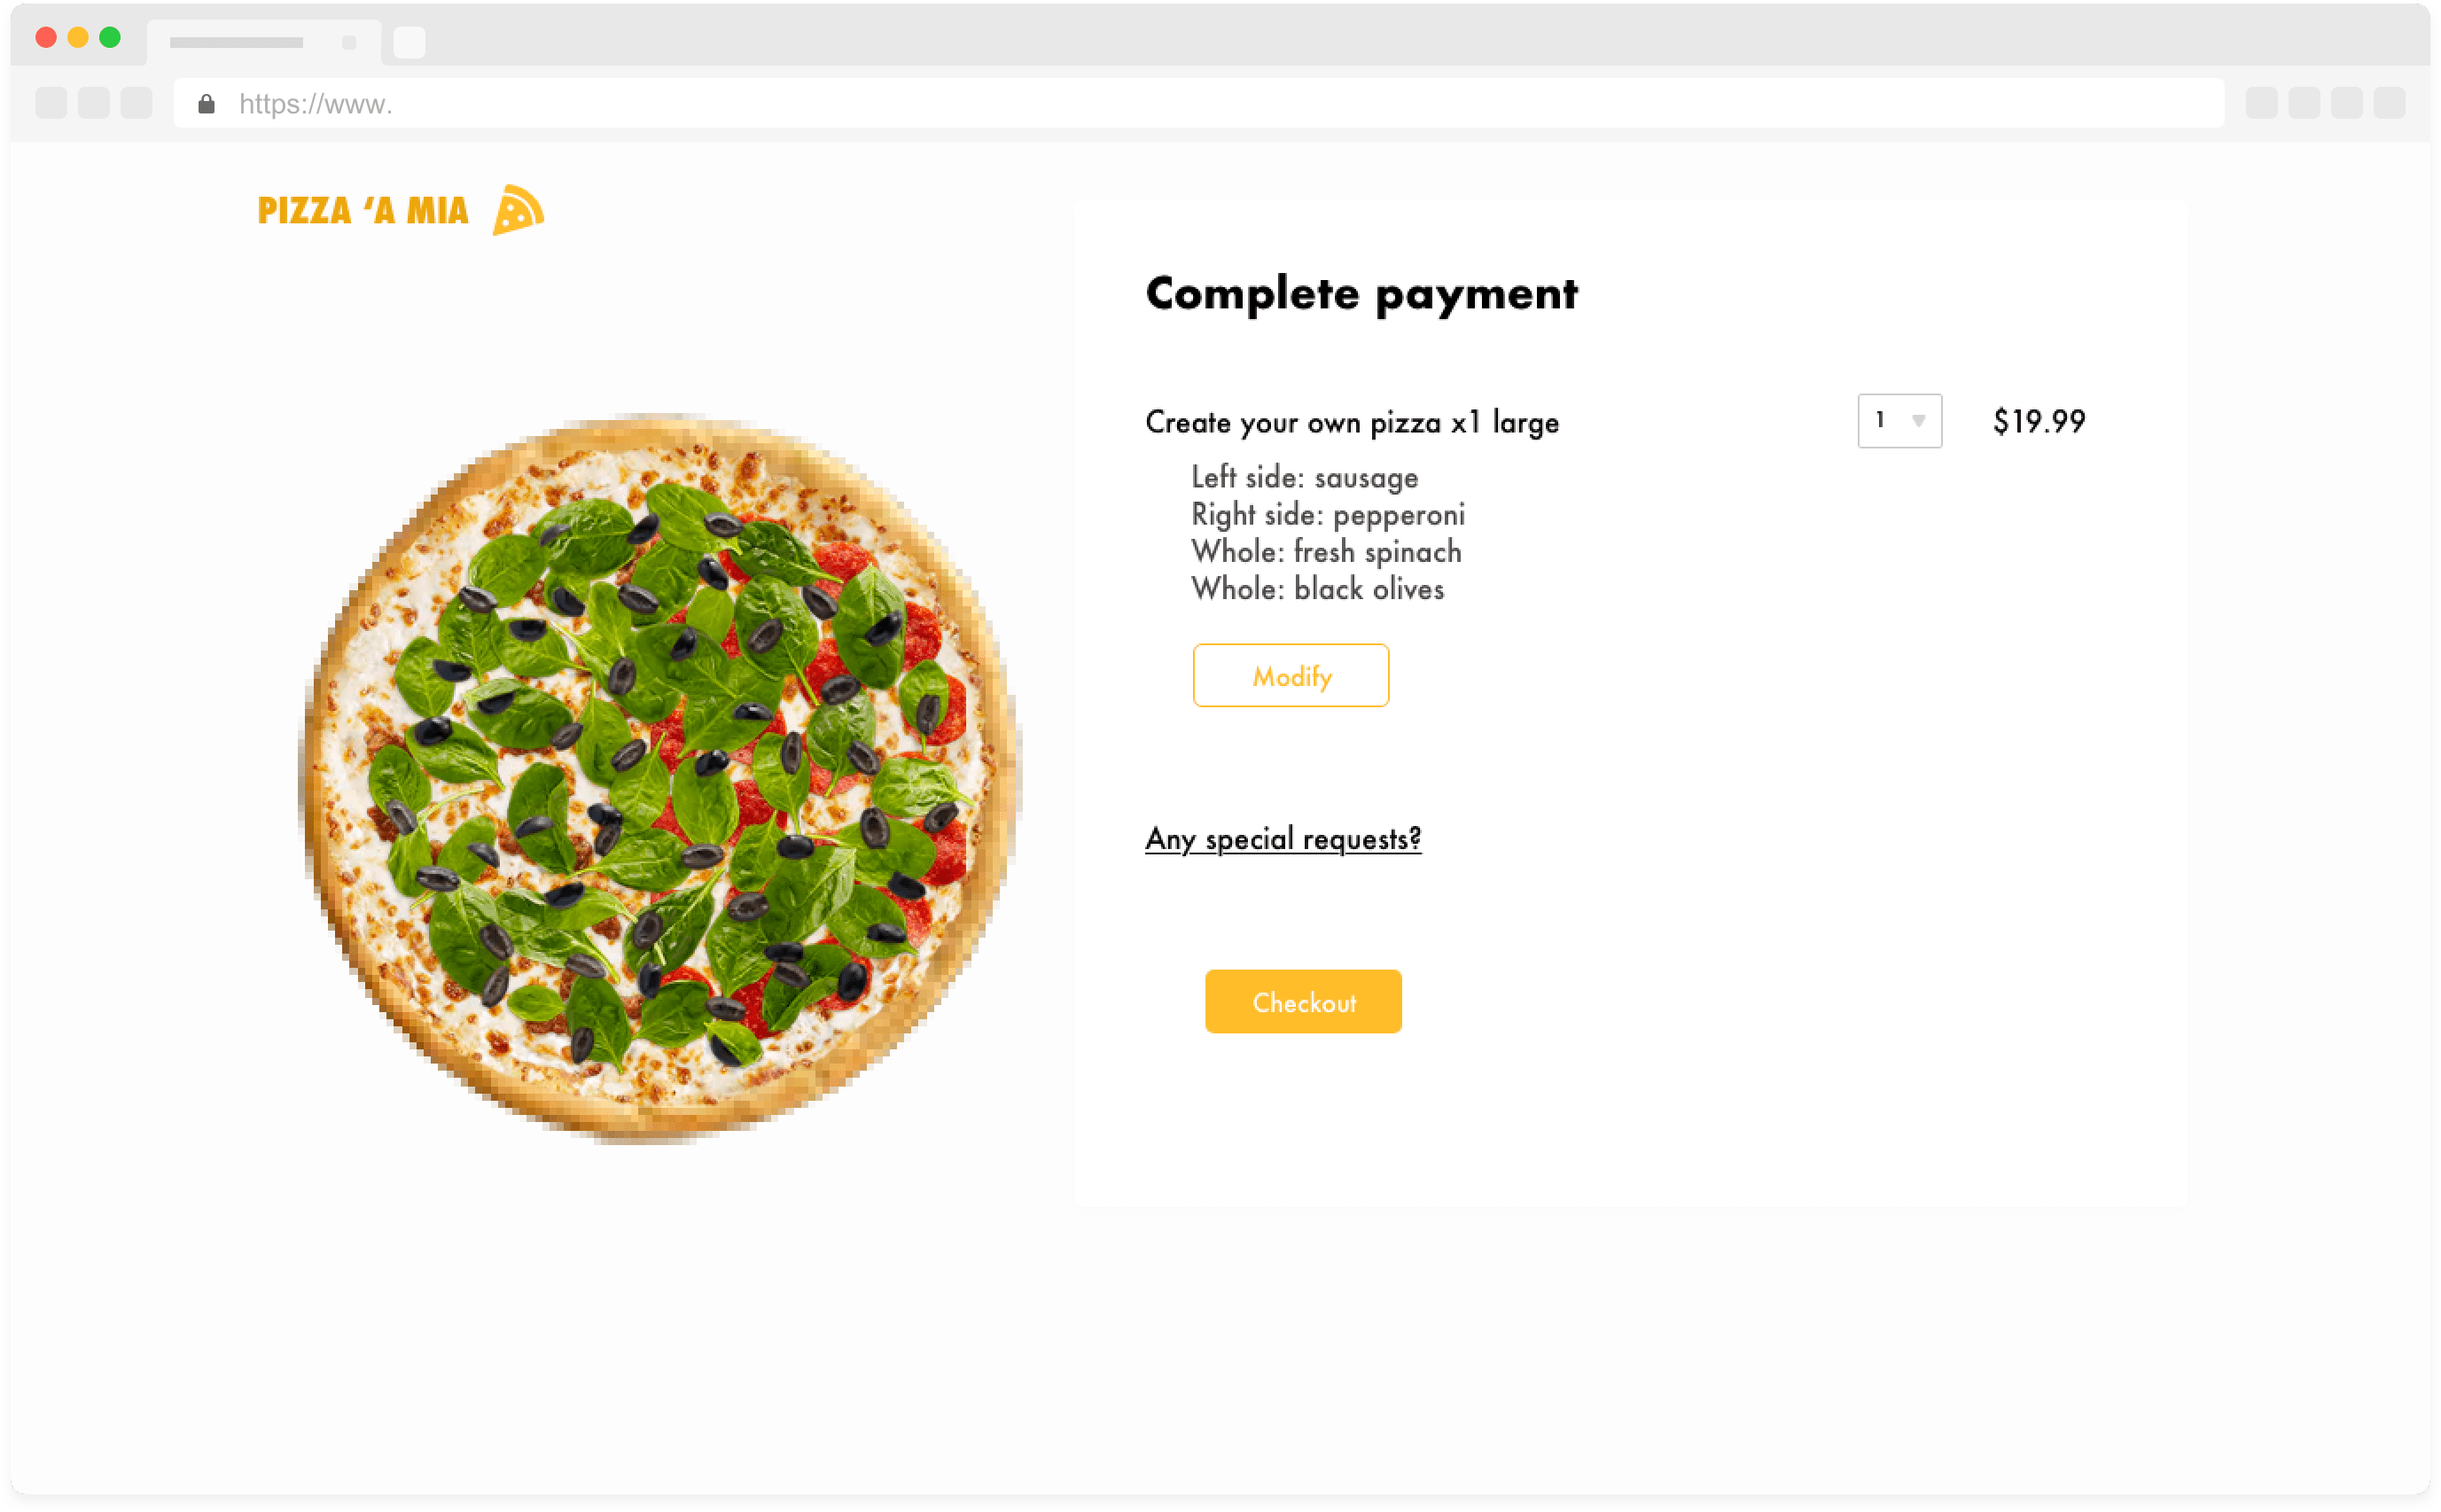 https://www.
PIZZA ‘A MIA
Complete payment
Create your own pizza x1 large 1 $19.99
Left side: sausage
Right side: pepperoni
Whole: fresh spinach
Whole: black olives
Modify
Any special requests?
Checkout